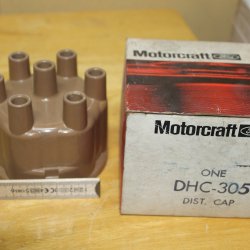 Motorcraft
Motorcraft
ONE
DHC-305
DIST. CAP